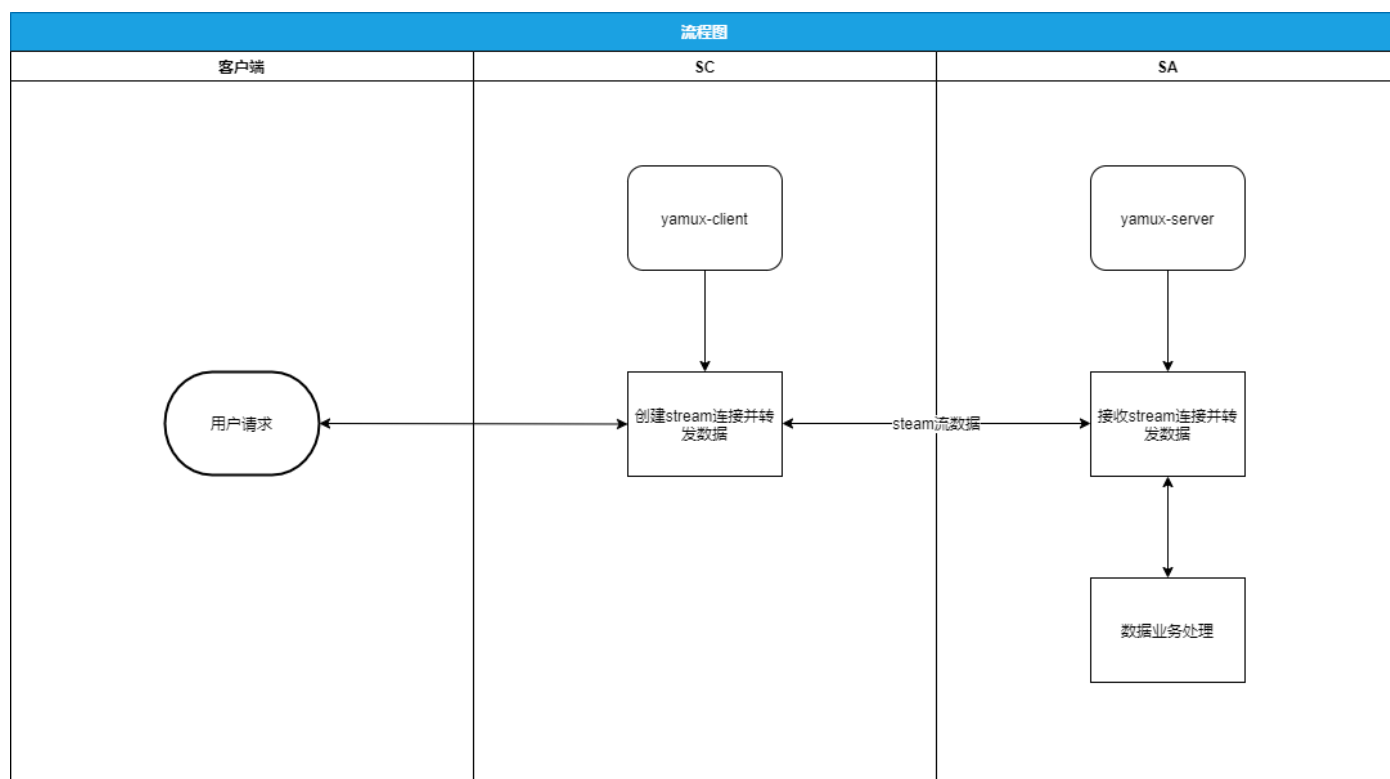 流程图
客户端
SC
SA
yamux-client
yamux-server
用户请求
创建stream连接并转
发数据
steam流数据
接收stream连接并转
发数据
数据业务处理